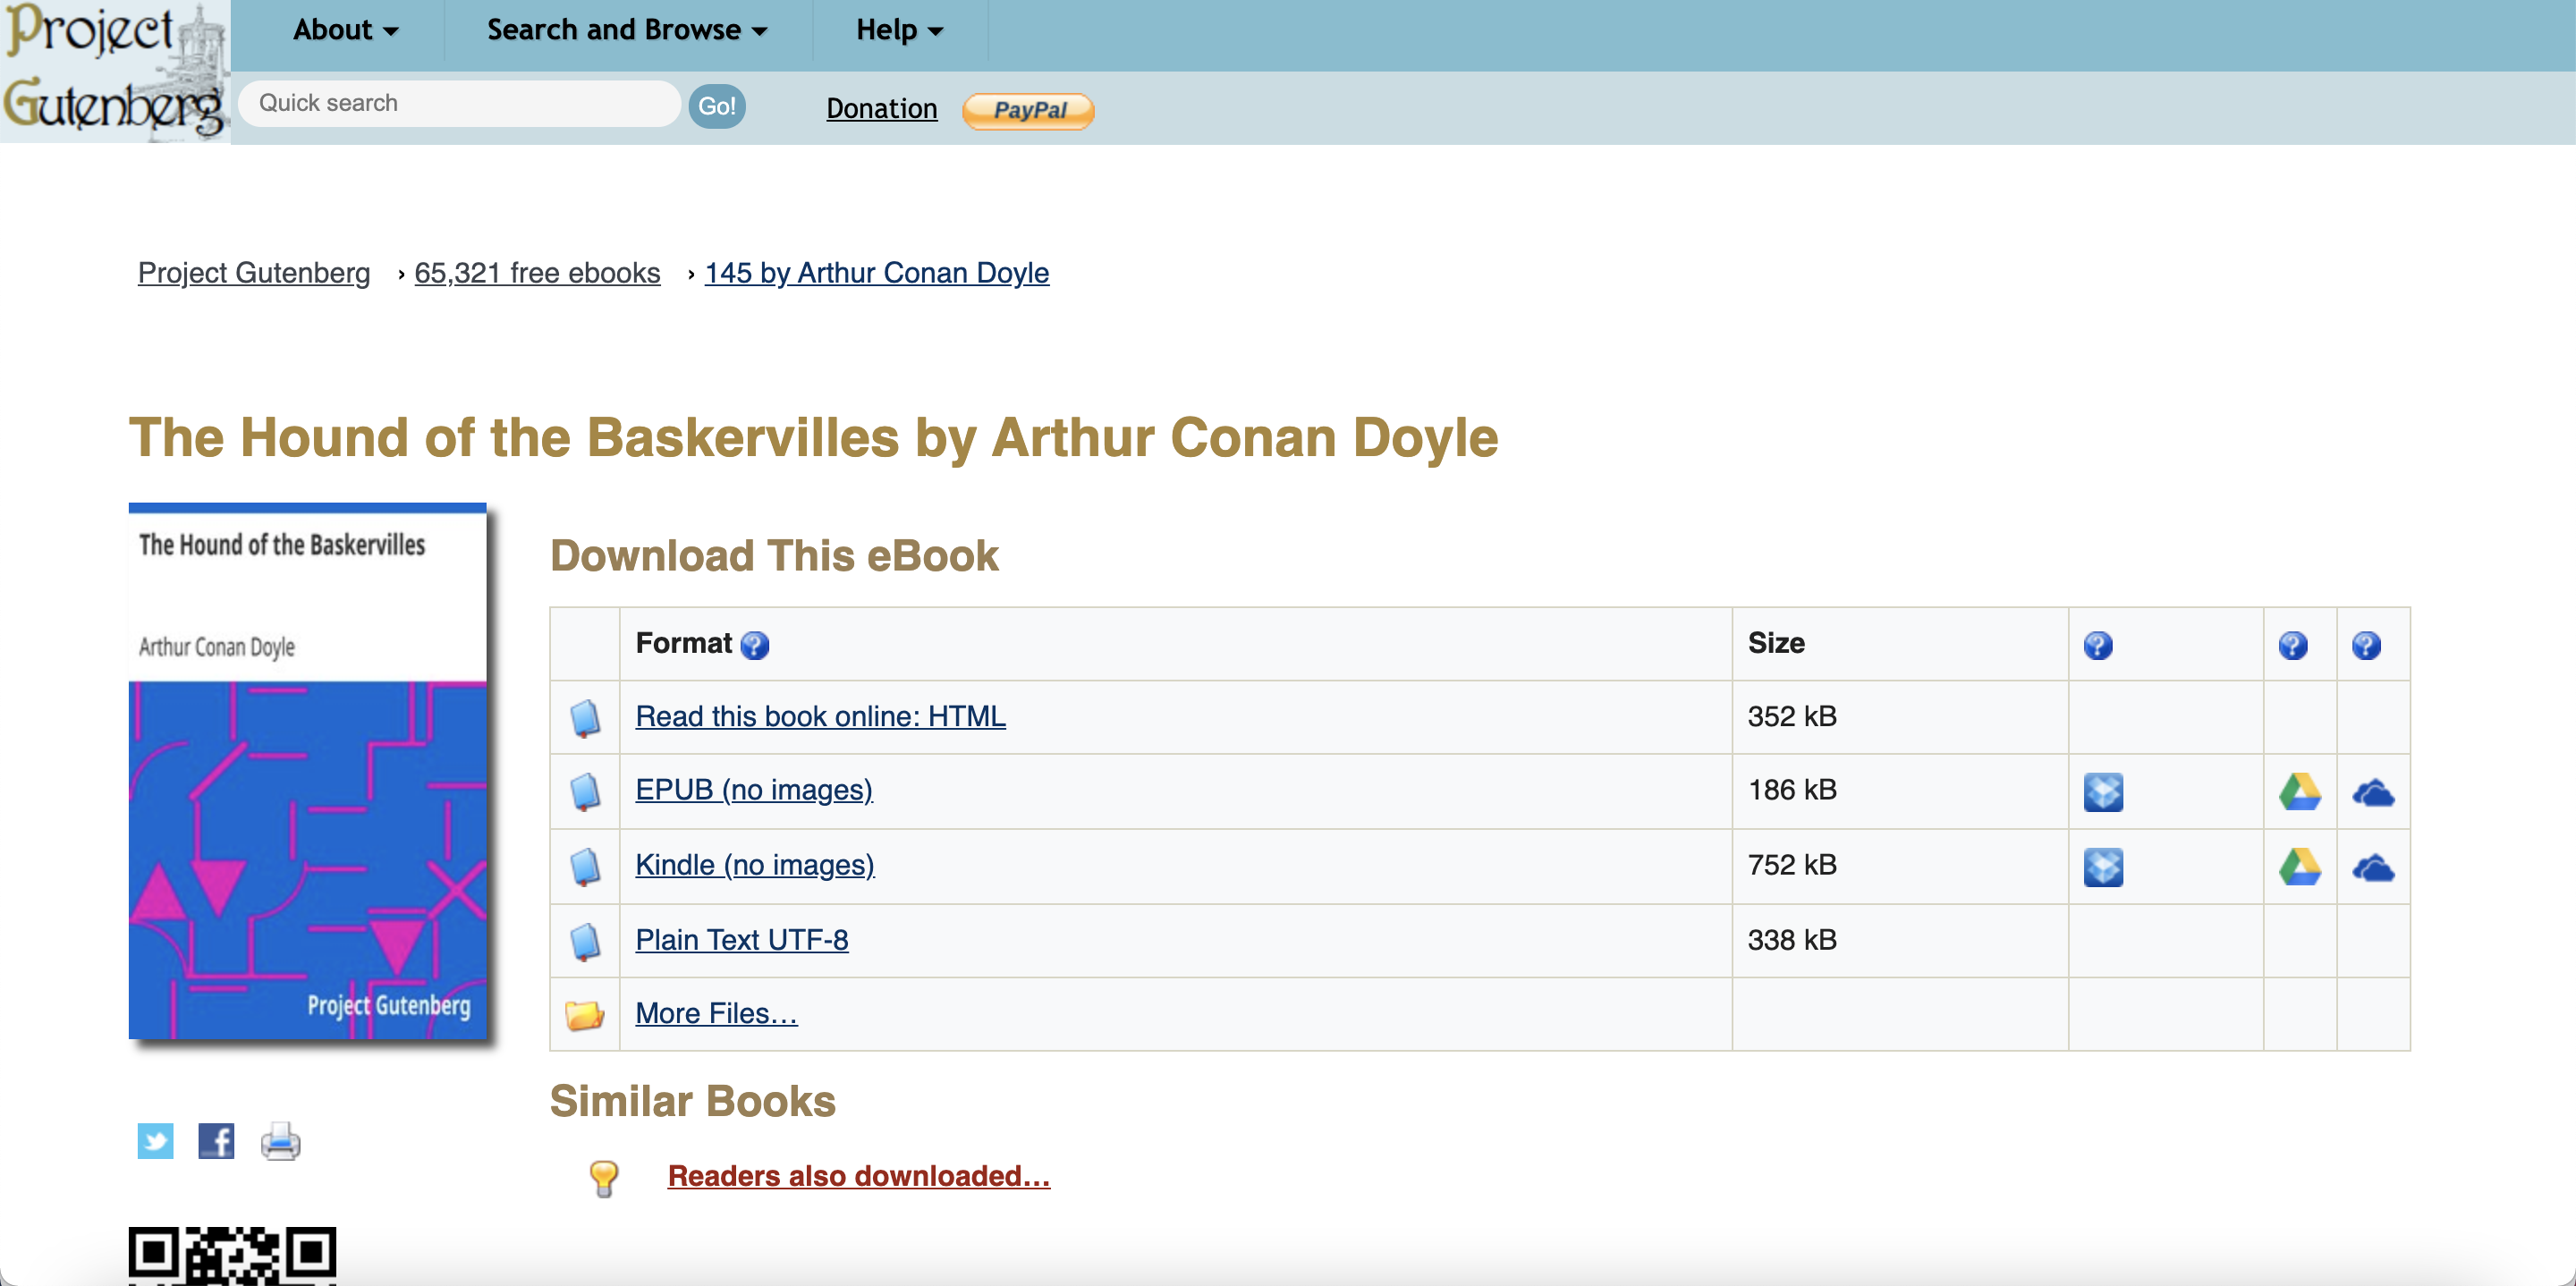 Project
Gutenberg
About
Search and Browse
Help
Quick search
Go!
Donation
PayPal
Project Gutenberg › 65,321 free ebooks › 145 by Arthur Conan Doyle
The Hound of the Baskervilles by Arthur Conan Doyle
The Hound of the Baskervilles
Arthur Conan Doyle
Project Gutenberg
Download This eBook
Format ? Size ? ? ?
Read this book online: HTML 352 kB
EPUB (no images) 186 kB
Kindle (no images) 752 kB
Plain Text UTF-8 338 kB
More Files…
Similar Books
Readers also downloaded…